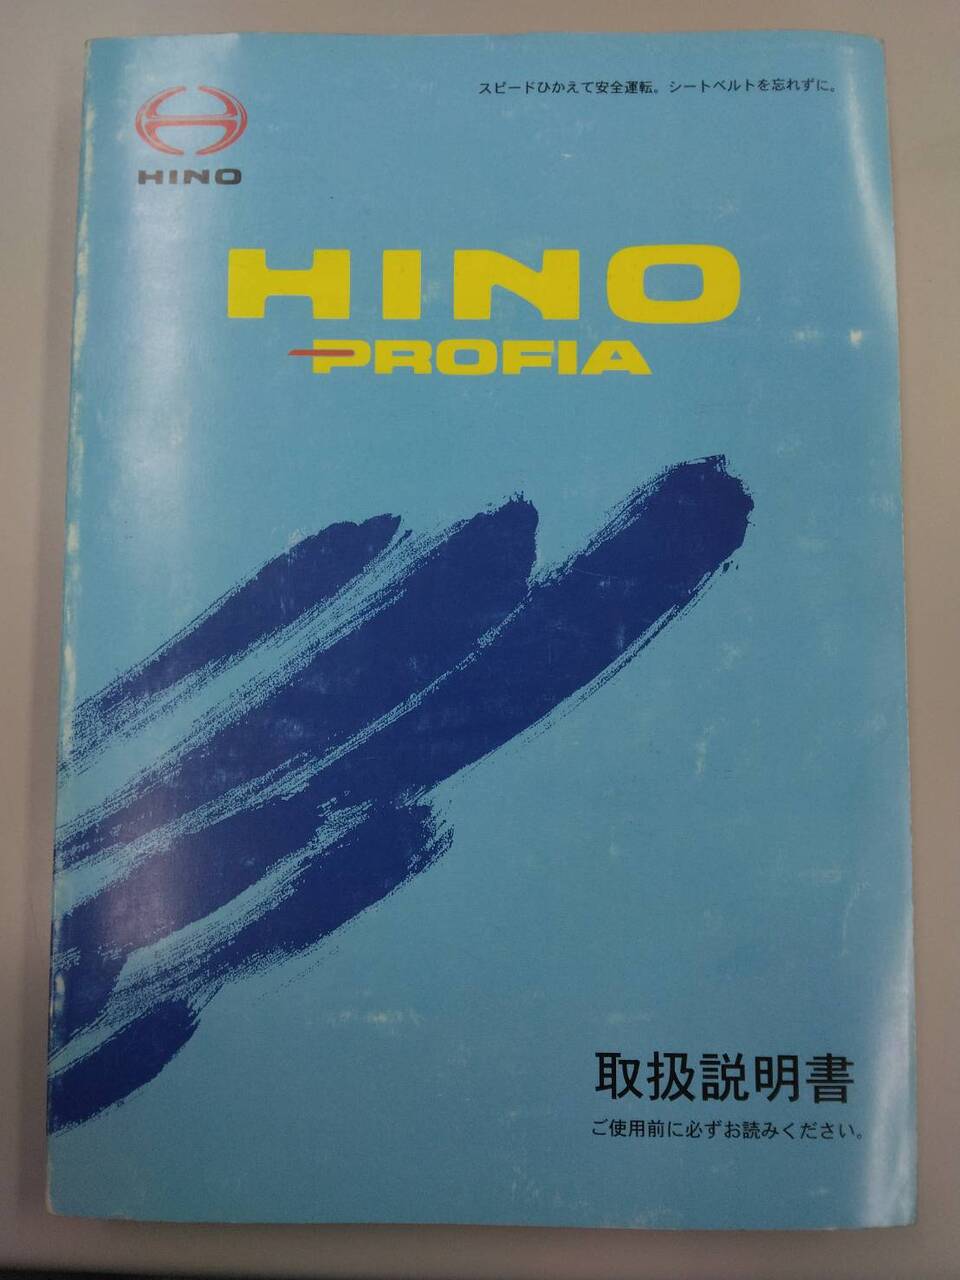 スピードひかえて安全運転。シートベルトを忘れずに。
HINO
HINO
PROFIA
取扱説明書
ご使用前に必ずお読みください。